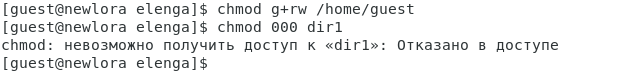 [guest@newlora elenga]$ chmod g+rw /home/guest
[guest@newlora elenga]$ chmod 000 dir1
chmod: невозможно получить доступ к «dir1»: Отказано в доступе
[guest@newlora elenga]$